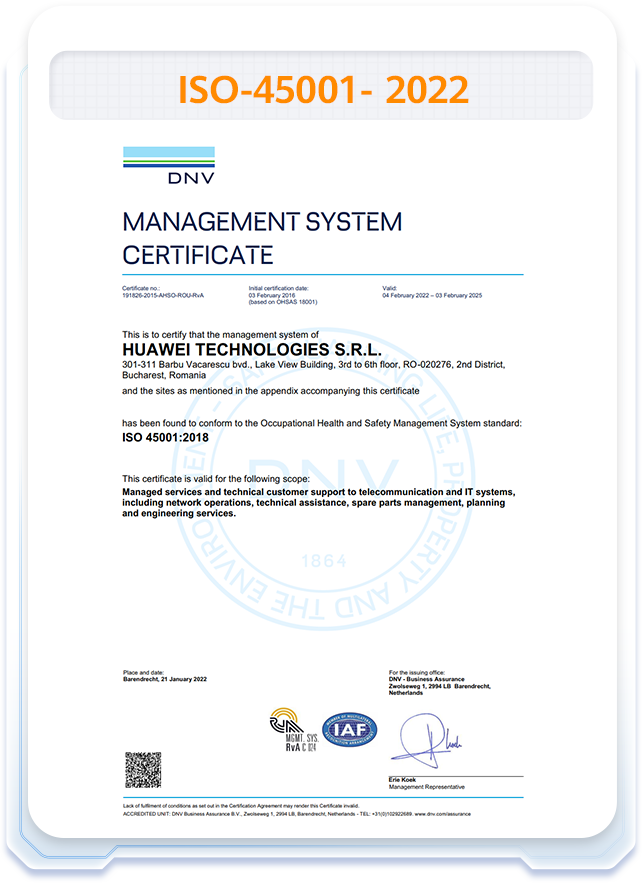 ISO-45001- 2022
DNV
MANAGEMENT SYSTEM
CERTIFICATE
Certificate no.:
191826-2015-AHSO-ROU-RvA
Initial certification date:
03 February 2016
(based on OHSAS 18001)
Valid:
04 February 2022 – 03 February 2025
This is to certify that the management system of
HUAWEI TECHNOLOGIES S.R.L.
301-311 Barbu Vacarescu bvd., Lake View Building, 3rd to 6th floor, RO-020276, 2nd District,
Bucharest, Romania
and the sites as mentioned in the appendix accompanying this certificate
has been found to conform to the Occupational Health and Safety Management System standard:
ISO 45001:2018
This certificate is valid for the following scope:
Managed services and technical customer support to telecommunication and IT systems,
including network operations, technical assistance, spare parts management, planning
and engineering services.
DNV
1864
Place and date:
Barendrecht, 21 January 2022
For the issuing office:
DNV - Business Assurance
Zwolseweg 1, 2994 LB Barendrecht,
Netherlands
RvA
MGMT. SYS.
RvA C 024
MEMBER OF MULTILATERAL
IAF
RECOGNITION ARRANGEMENT
Erie Koek
Management Representative
Lack of fulfilment of conditions as set out in the Certification Agreement may render this Certificate invalid.
ACCREDITED UNIT: DNV Business Assurance B.V., Zwolseweg 1, 2994 LB, Barendrecht, Netherlands - TEL: +31(0)102922689. www.dnv.com/assurance